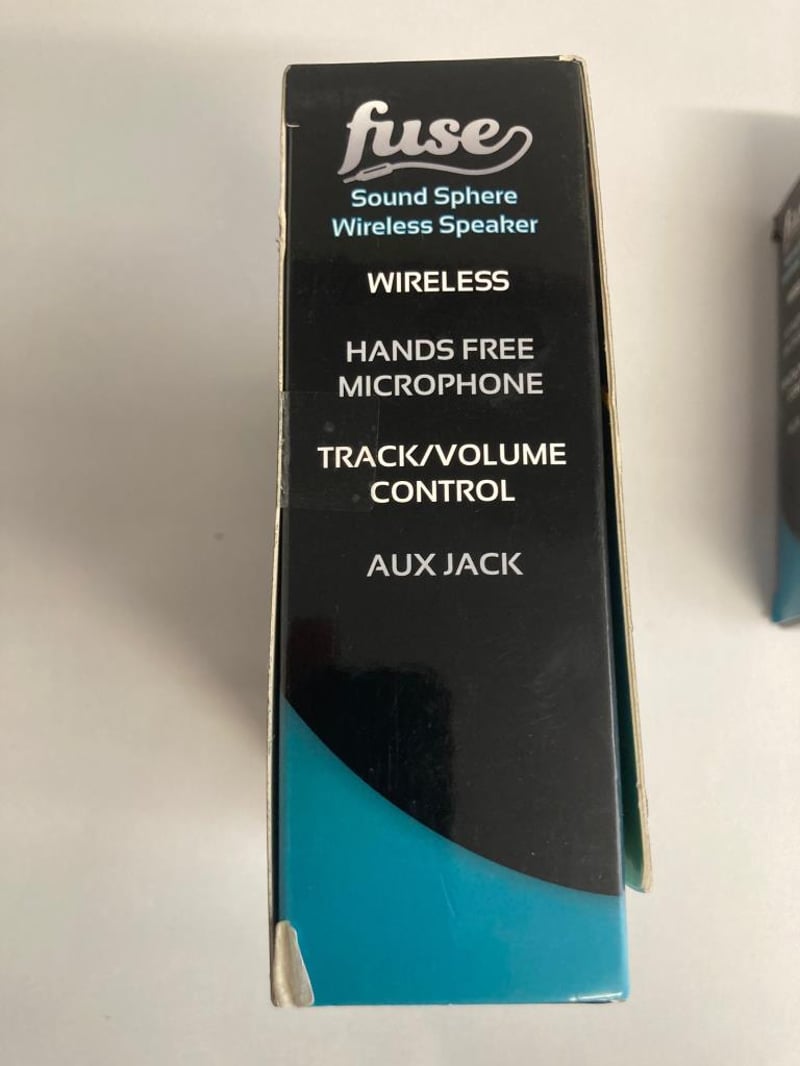 fuse
Sound Sphere
Wireless Speaker
WIRELESS
HANDS FREE
MICROPHONE
TRACK/VOLUME
CONTROL
AUX JACK